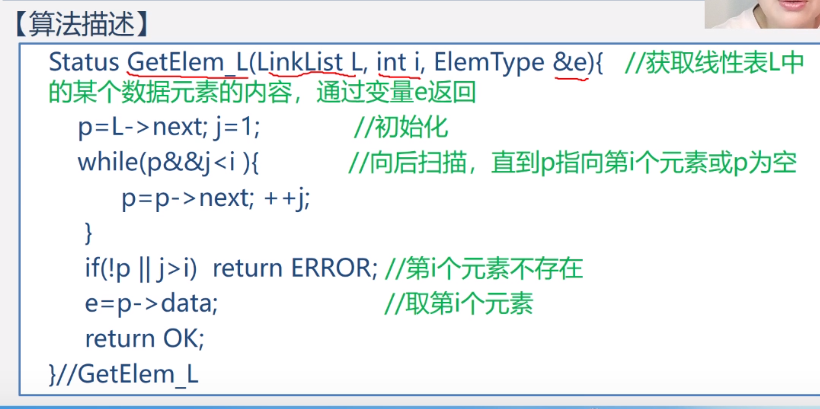 【算法描述】
Status GetElem_L(LinkList L, int i, ElemType &e){ //获取线性表L中
的某个数据元素的内容，通过变量e返回
p=L->next; j=1; //初始化
while(p&&j<i ){ //向后扫描，直到p指向第i个元素或p为空
p=p->next; ++j;
}
if(!p || j>i) return ERROR; //第i个元素不存在
e=p->data; //取第i个元素
return OK;
}//GetElem_L